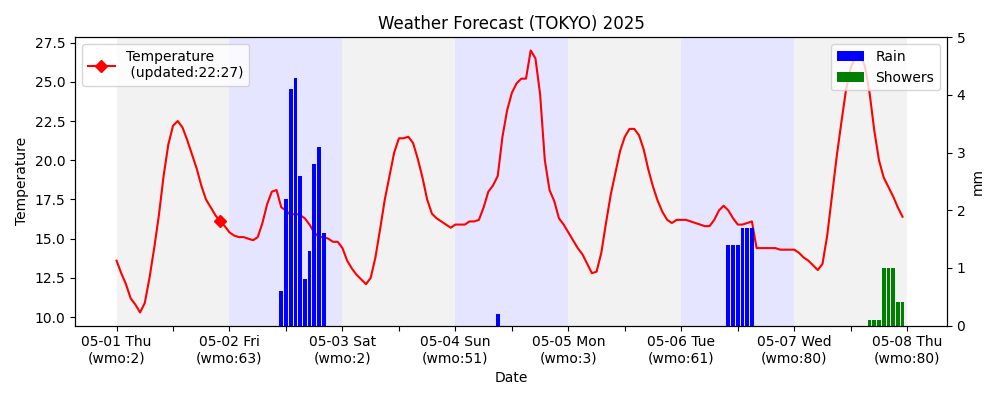 Weather Forecast (TOKYO) 2025
Temperature
(updated:22:27)
Rain
Showers
27.5
25.0
22.5
20.0
17.5
15.0
12.5
10.0
Temperature
5
4
3
2
1
0
mm
05-01 Thu
(wmo:2)
05-02 Fri
(wmo:63)
05-03 Sat
(wmo:2)
05-04 Sun
(wmo:51)
05-05 Mon
(wmo:3)
05-06 Tue
(wmo:61)
05-07 Wed
(wmo:80)
05-08 Thu
(wmo:80)
Date